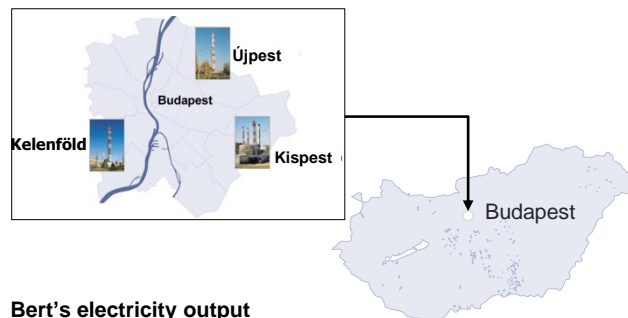 Újpest
Budapest
Kelenföld
Kispest
Budapest
Bert's electricity output